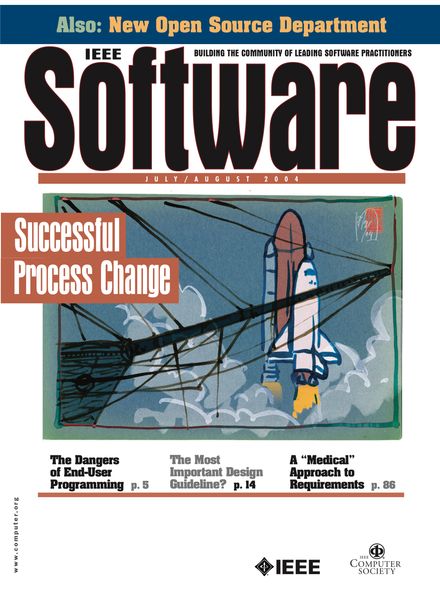 Also: New Open Source Department
IEEE
BUILDING THE COMMUNITY OF LEADING SOFTWARE PRACTITIONERS
Software
JULY/AUGUST 2004
Successful
Process Change
The Dangers
of End-User
Programming p. 5
The Most
Important Design
Guideline? p. 14
A “Medical”
Approach to
Requirements p. 86
www.computer.org
IEEE
IEEE
COMPUTER
SOCIETY